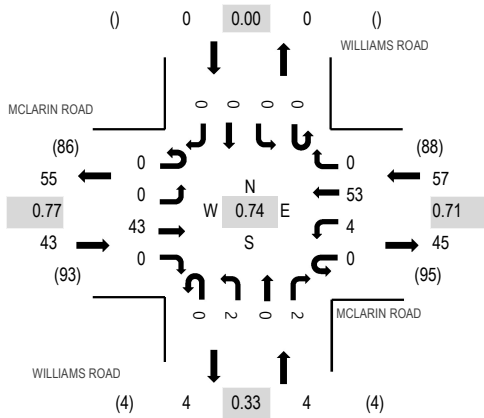 () 0 0.00 0 ()
WILLIAMS ROAD
MCLARIN ROAD
0 0 0 0
(86) 0 0 (88)
55 57
0 53
N
0.77 W 0.74 E 0.71
43 4
S
43 0 0 45
(93) (95)
0 2 0 2
MCLARIN ROAD
WILLIAMS ROAD
(4) 4 0.33 4 (4)